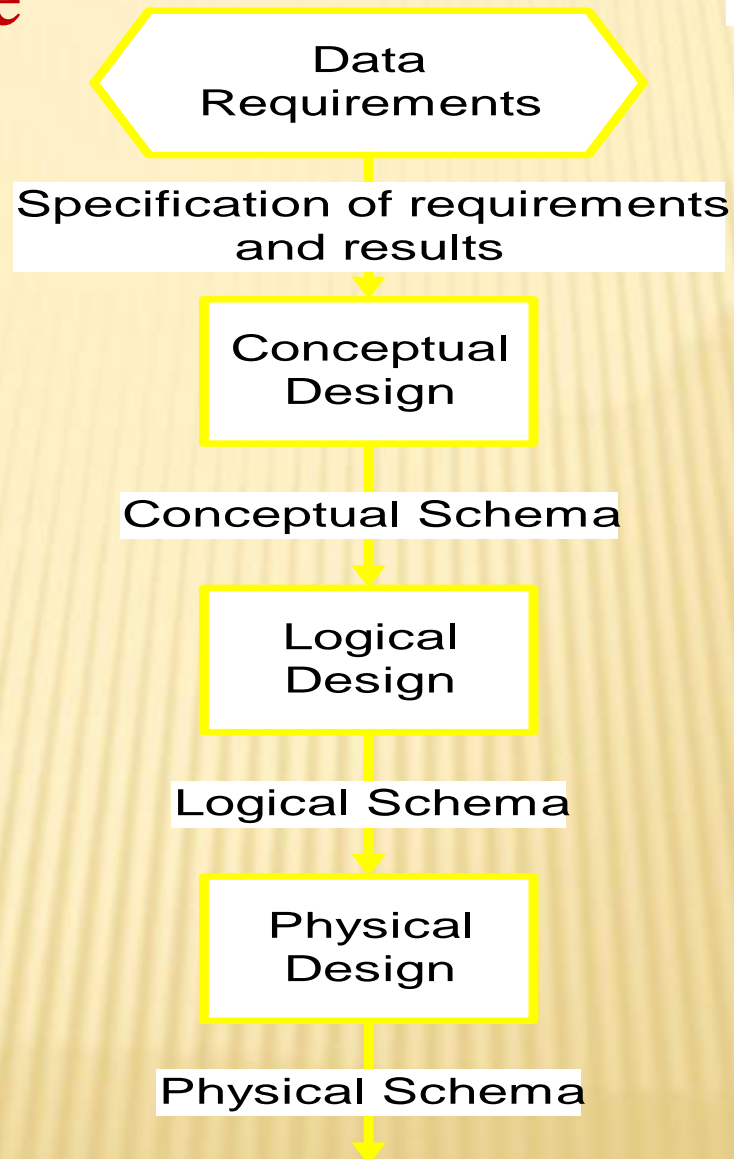 Data
Requirements
Specification of requirements
and results
Conceptual
Design
Conceptual Schema
Logical
Design
Logical Schema
Physical
Design
Physical Schema